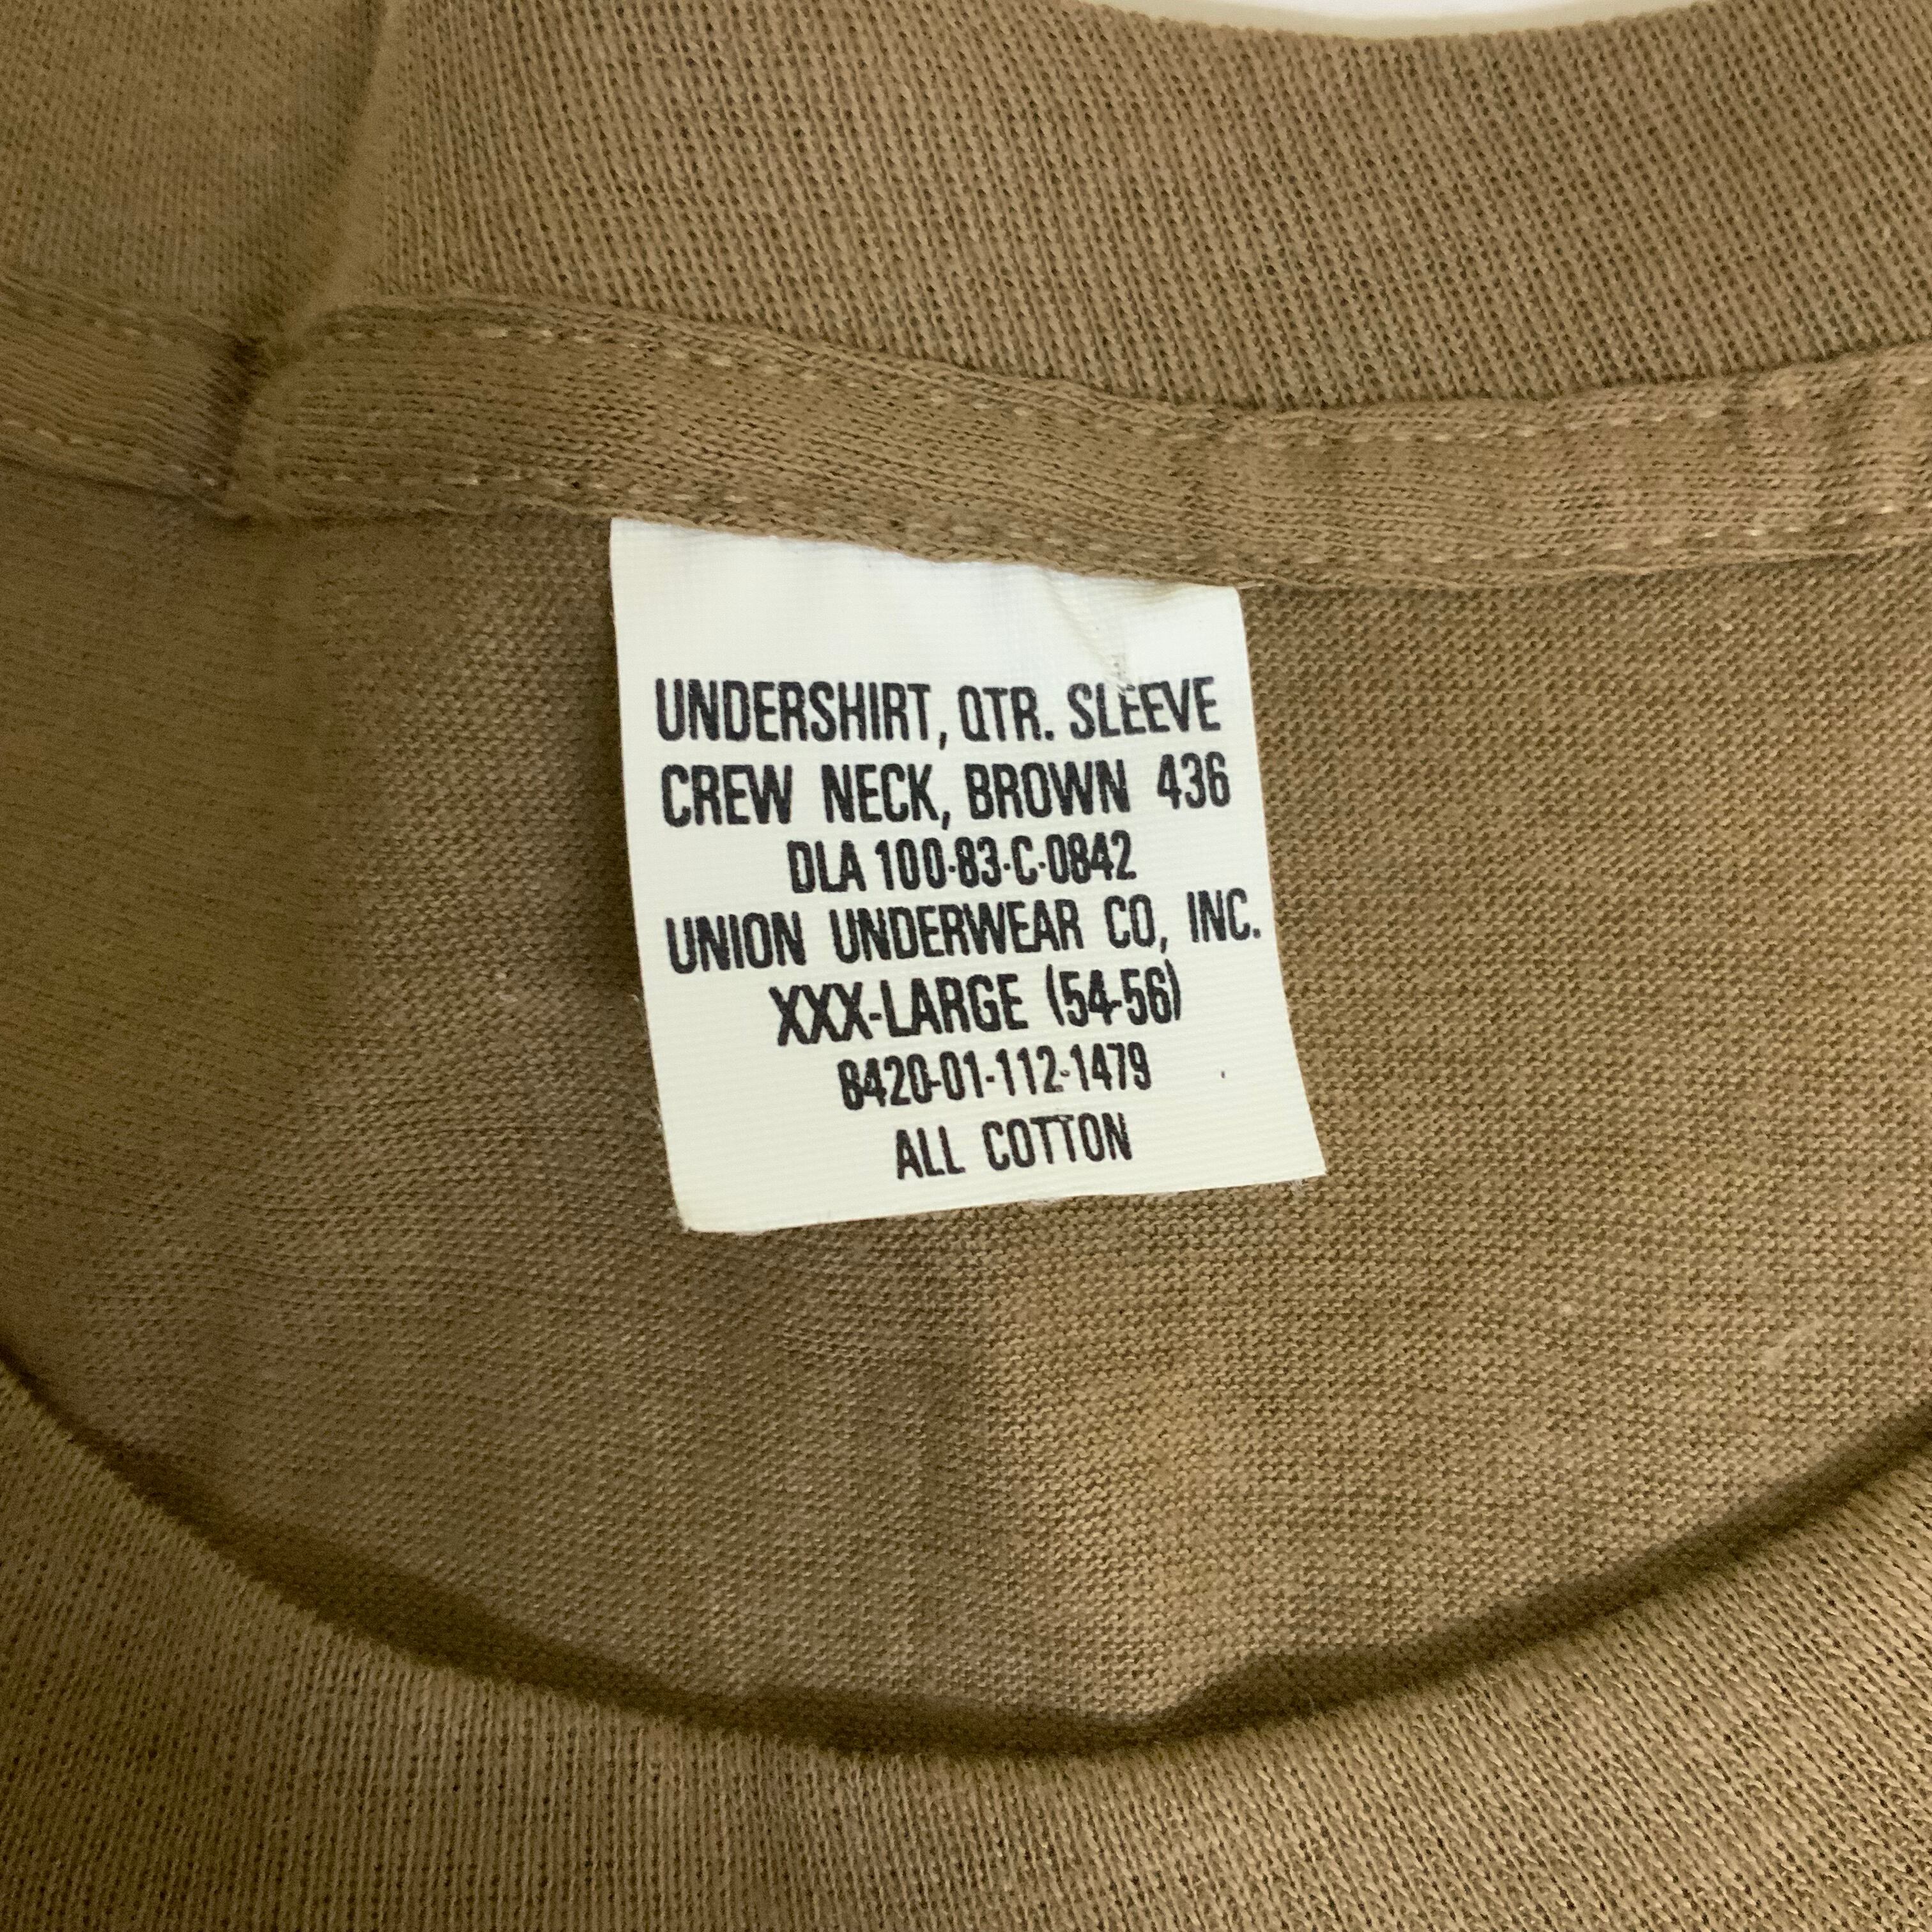 UNDERSHIRT, QTR. SLEEVE
CREW NECK, BROWN 436
DLA 100-83-C-0842
UNION UNDERWEAR CO, INC.
XXX-LARGE (54-56)
8420-01-112-1479
ALL COTTON